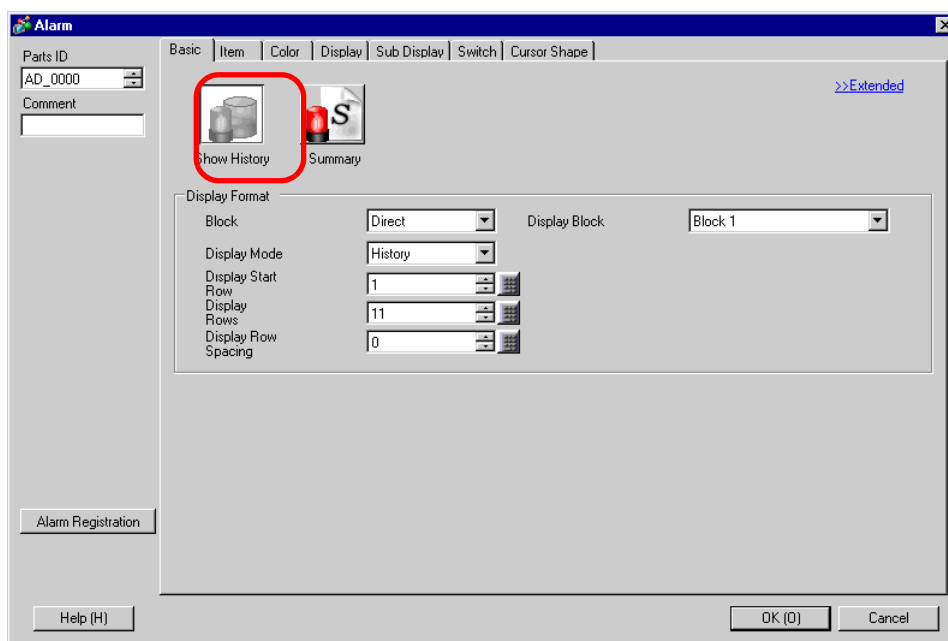 Alarm
Parts ID
AD_0000
Comment
Basic Item Color Display Sub Display Switch Cursor Shape
>>Extended
Show History
S
Summary
Display Format
Block Direct Display Block Block 1
Display Mode History
Display Start
Row
1
Display
Rows
11
Display Row
Spacing
0
Alarm Registration
Help (H) OK (O) Cancel